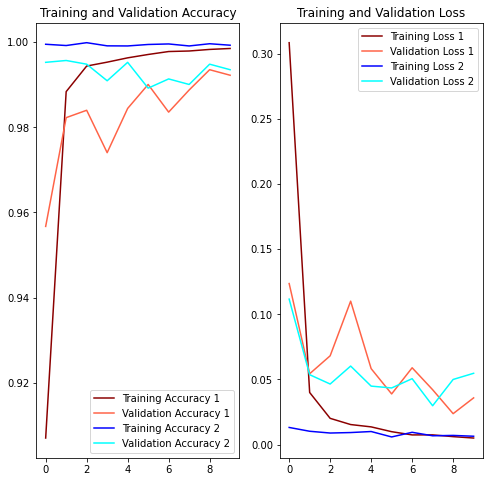 Training and Validation Accuracy
1.00
0.98
0.96
0.94
0.92
0
2
4
6
8
Training Accuracy 1
Validation Accuracy 1
Training Accuracy 2
Validation Accuracy 2
Training and Validation Loss
0.30
0.25
0.20
0.15
0.10
0.05
0.00
0
2
4
6
8
Training Loss 1
Validation Loss 1
Training Loss 2
Validation Loss 2